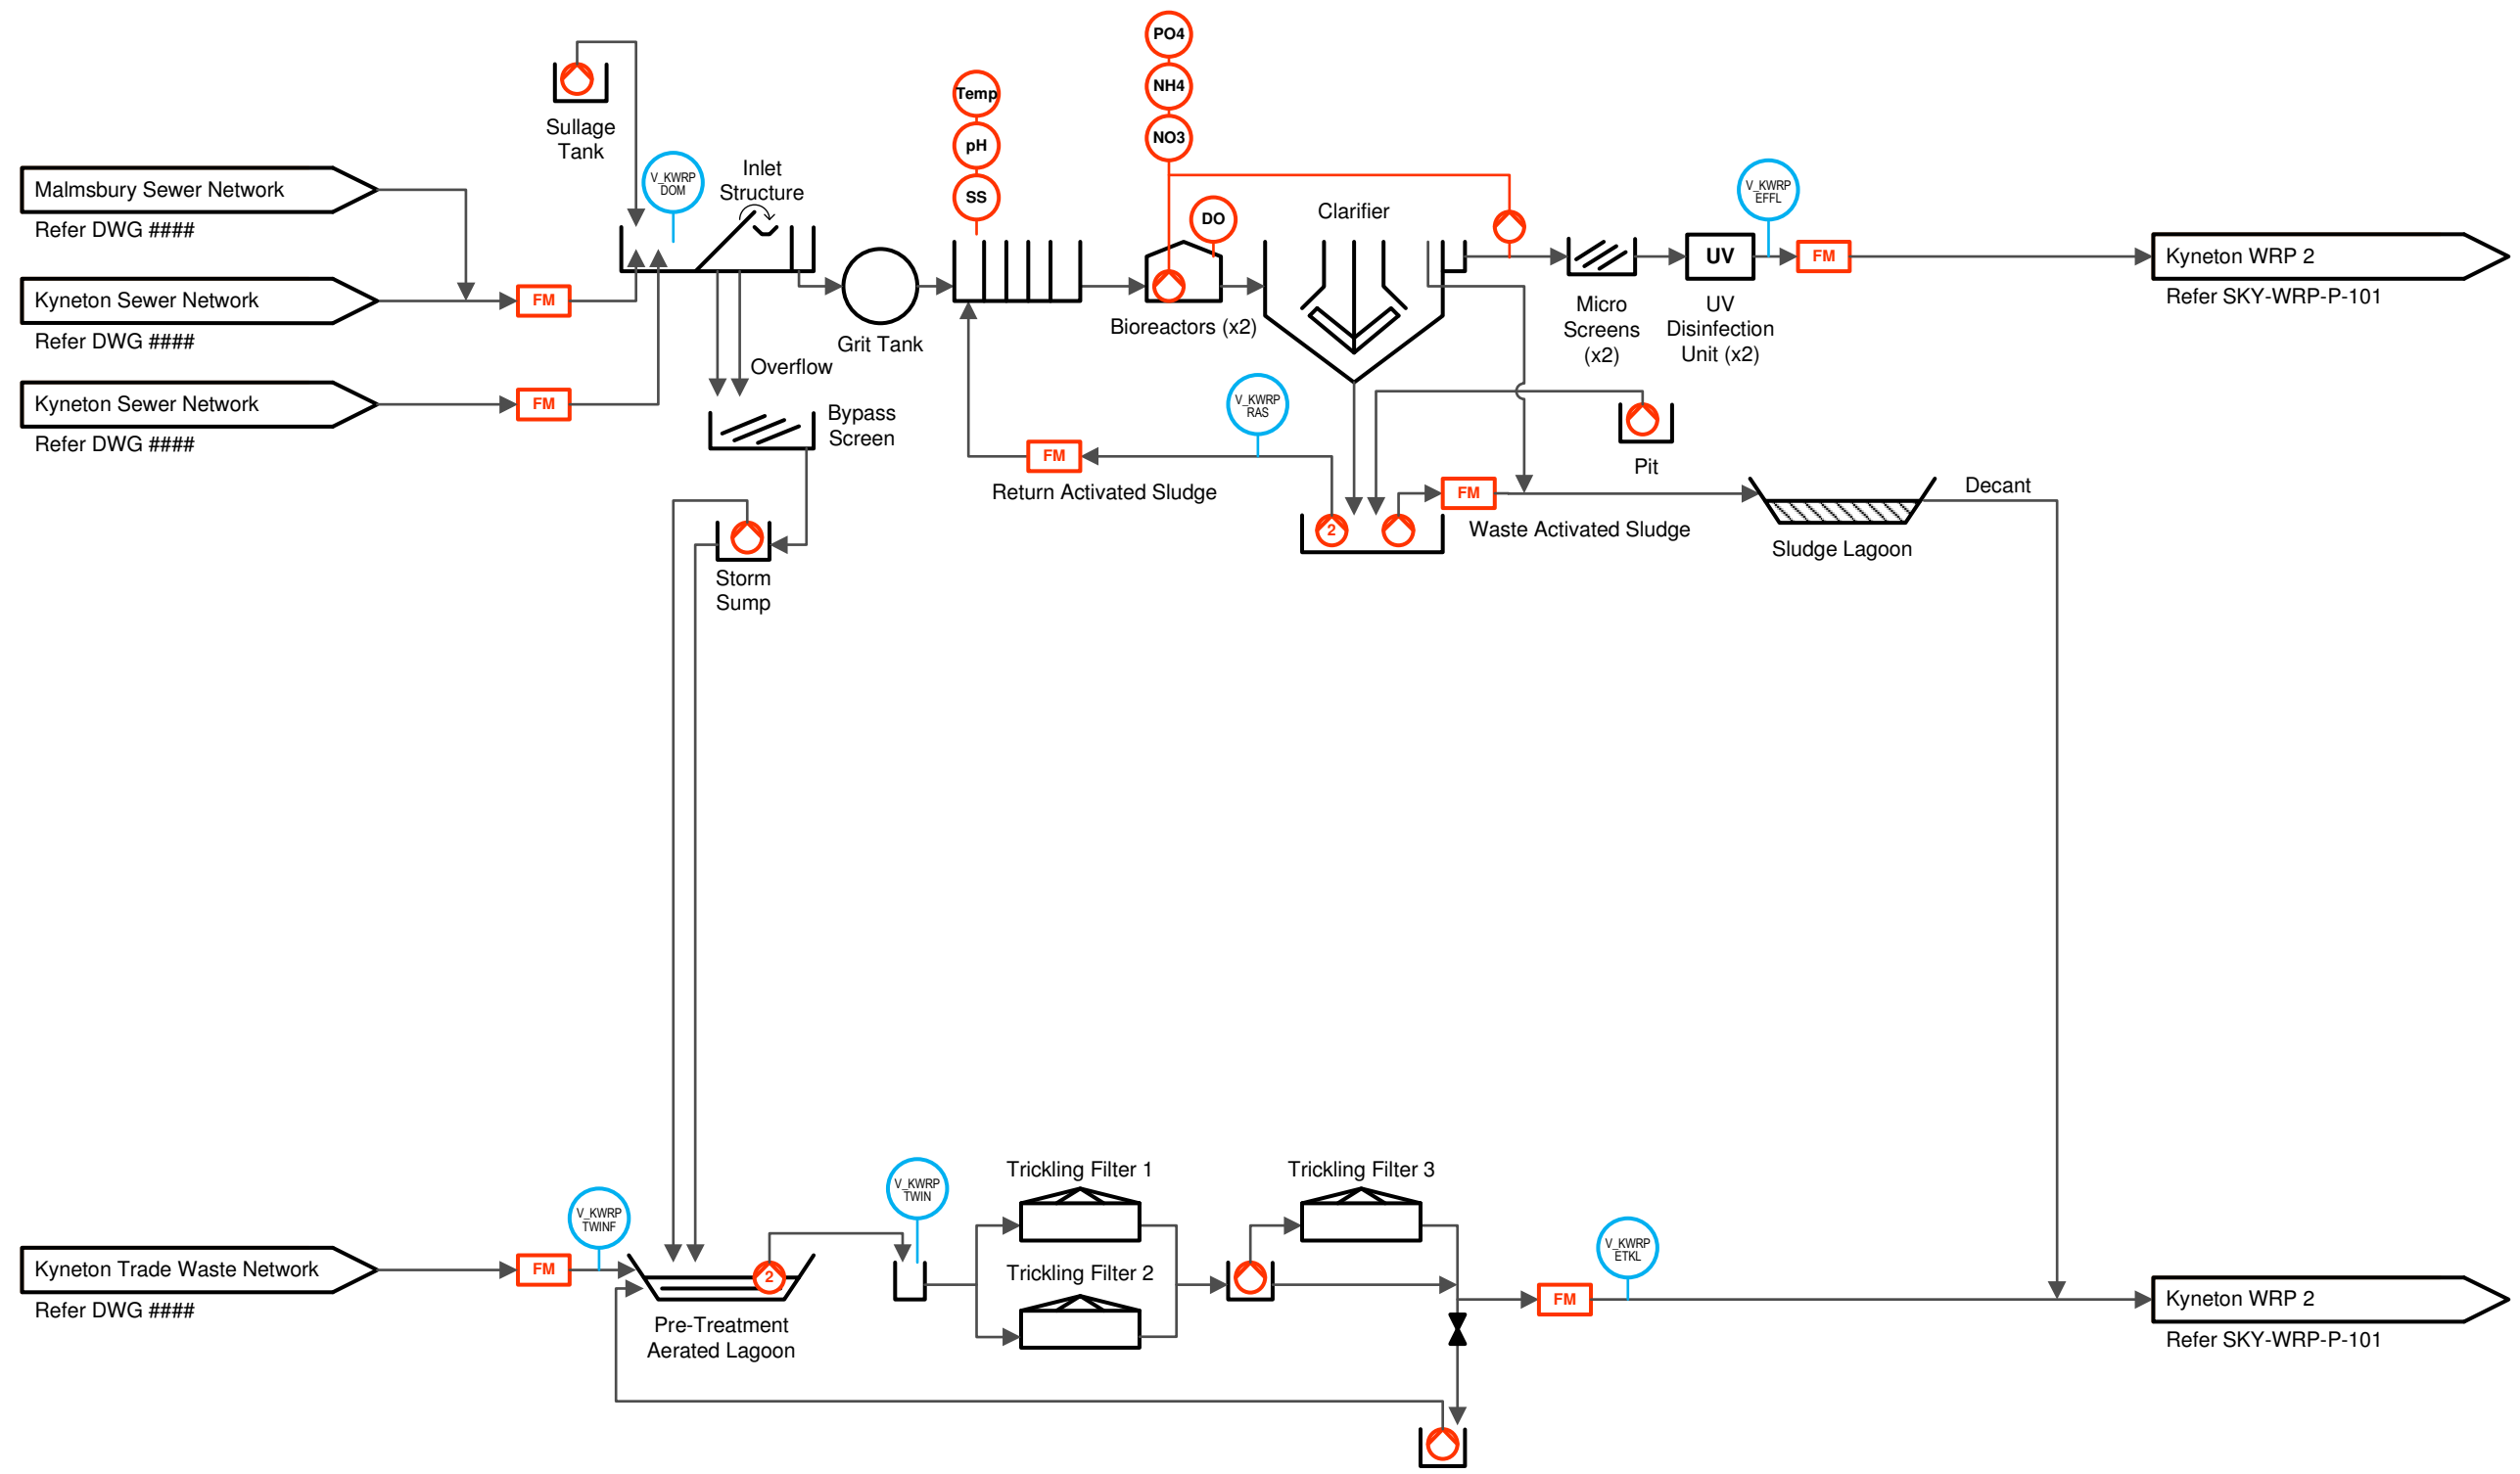 PO4
NH4
NO3
Temp
pH
SS
DO
Sullage
Tank
V_KWRP
DOM
Inlet
Structure
Clarifier
V_KWRP
EFFL
Malmsbury Sewer Network
Refer DWG ####
Kyneton Sewer Network
Refer DWG ####
FM
Kyneton Sewer Network
Refer DWG ####
FM
Grit Tank
Bioreactors (x2)
Micro
Screens
(x2)
UV
UV
Disinfection
Unit (x2)
FM
Kyneton WRP 2
Refer SKY-WRP-P-101
Overflow
Bypass
Screen
V_KWRP
RAS
FM
Return Activated Sludge
Pit
2
FM
Waste Activated Sludge
Decant
Sludge Lagoon
Storm
Sump
Kyneton Trade Waste Network
Refer DWG ####
FM
V_KWRP
TWINF
2
Pre-Treatment
Aerated Lagoon
V_KWRP
TWIN
Trickling Filter 1
Trickling Filter 2
Trickling Filter 3
FM
V_KWRP
ETKL
Kyneton WRP 2
Refer SKY-WRP-P-101